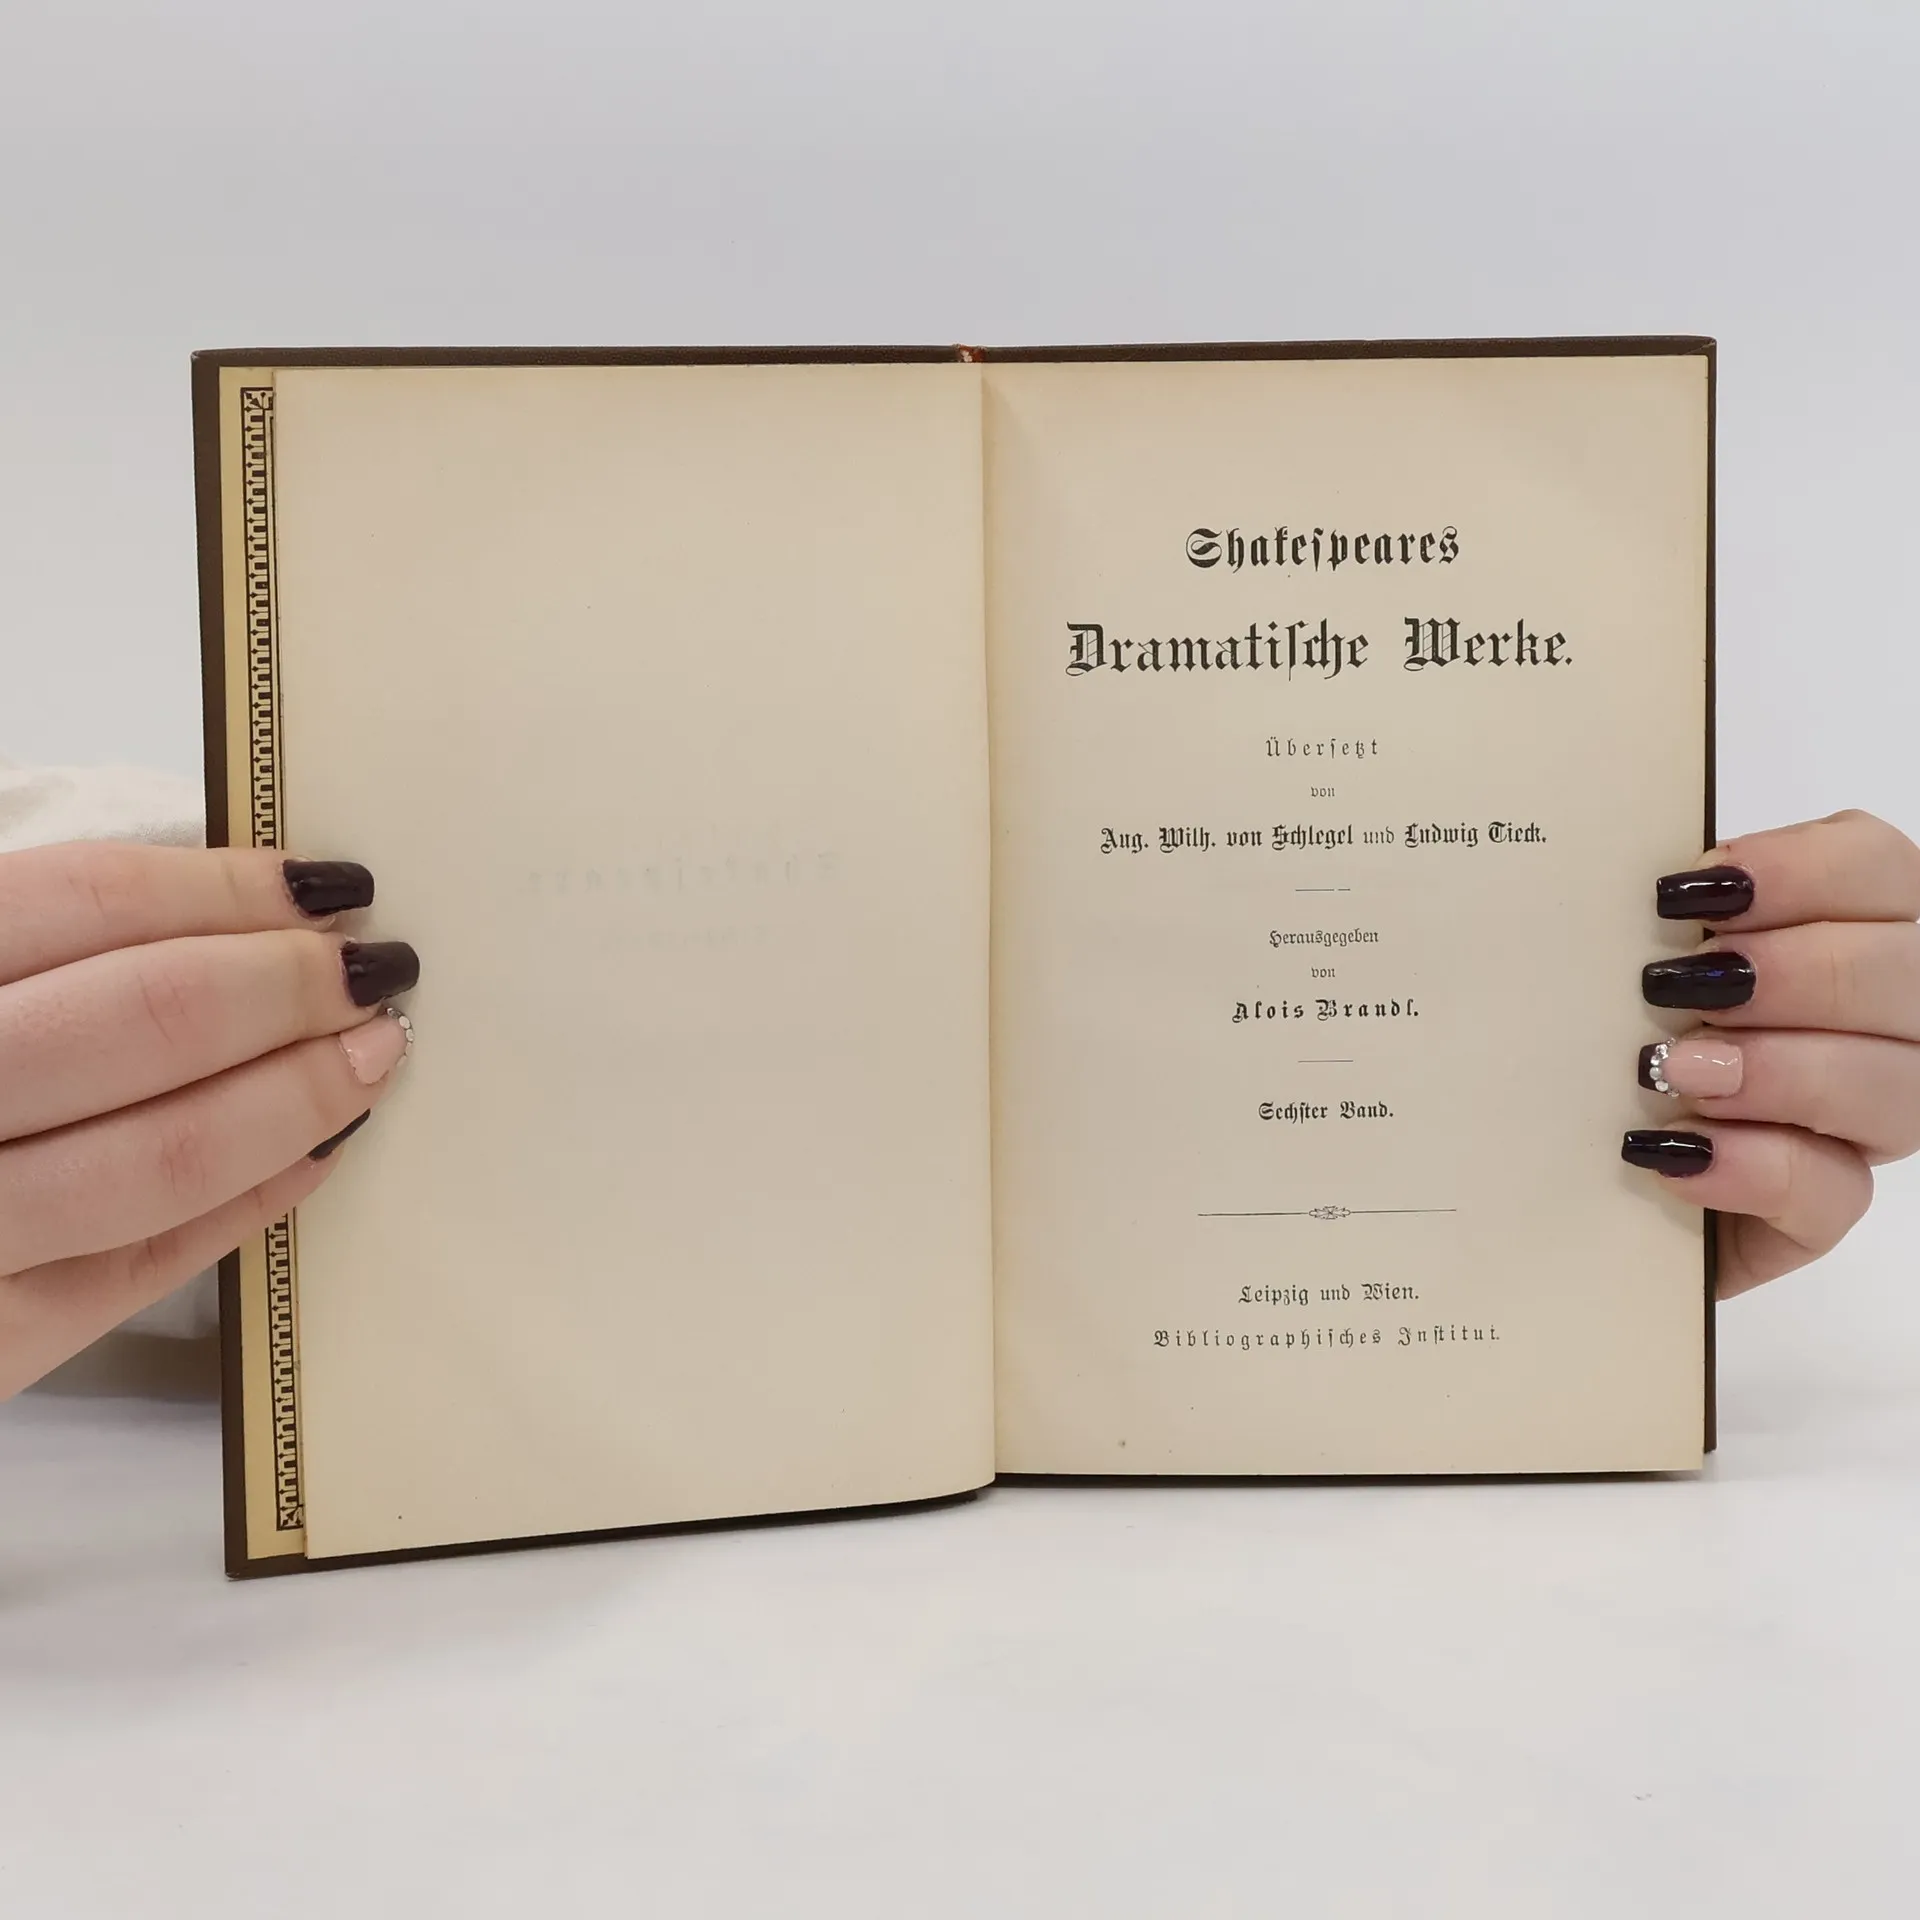 Shakeſpeares
Dramatiſche Werke.
Überſetzt
von
Aug. Wilh. von Schlegel und Ludwig Tieck.
Herausgegeben
von
Alois Brandl.
Sechſter Band.
Leipzig und Wien.
Bibliographiſches Inſtitut.